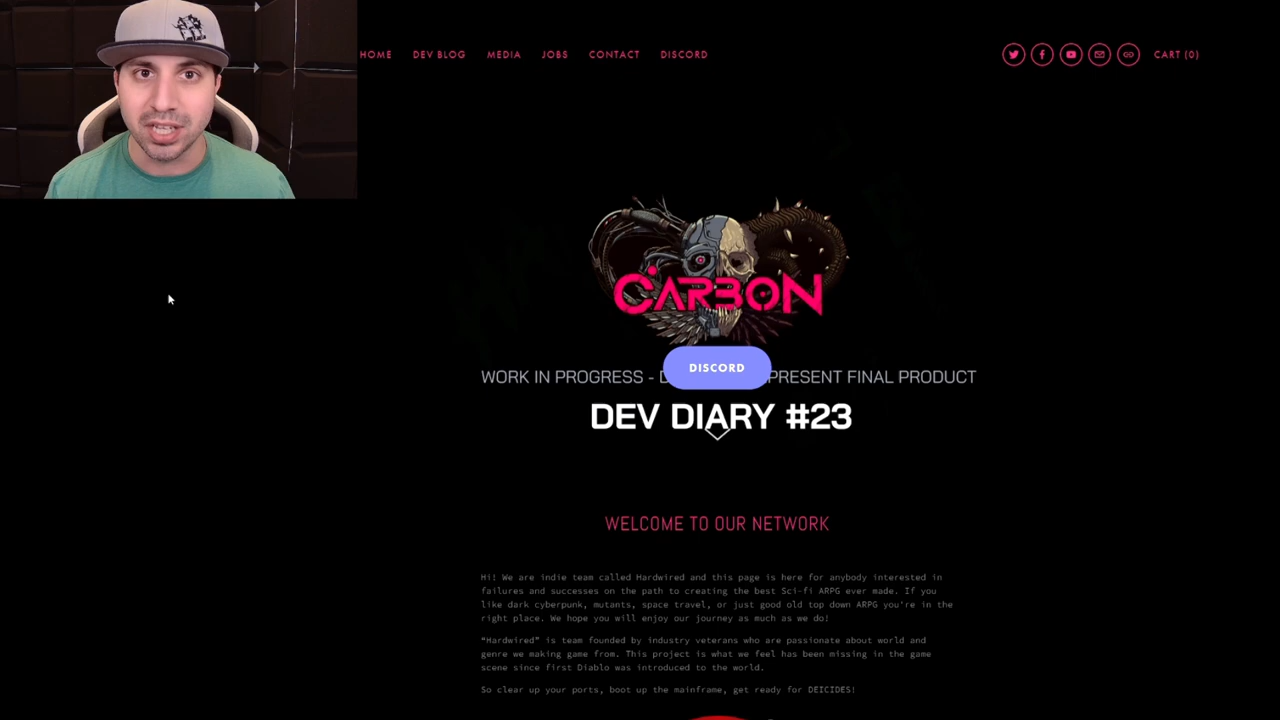 HOME DEV BLOG MEDIA JOBS CONTACT DISCORD CART (0)
CARBON
DISCORD
WORK IN PROGRESS - PRESENT FINAL PRODUCT
DEV DIARY #23
WELCOME TO OUR NETWORK
Hi! We are indie team called Hardwired and this page is here for anybody interested in
failures and successes on the path to creating the best Sci-fi ARPG ever made. If you
like dark cyberpunk, mutants, space travel, or just good old top down ARPG you're in the
right place. We hope you will enjoy our journey as much as we do!
“Hardwired” is team founded by industry veterans who are passionate about world and
genre we making game from. This project is what we feel has been missing in the game
scene since first Diablo was introduced to the world.
So clear up your ports, boot up the mainframe, get ready for DEICIDES!